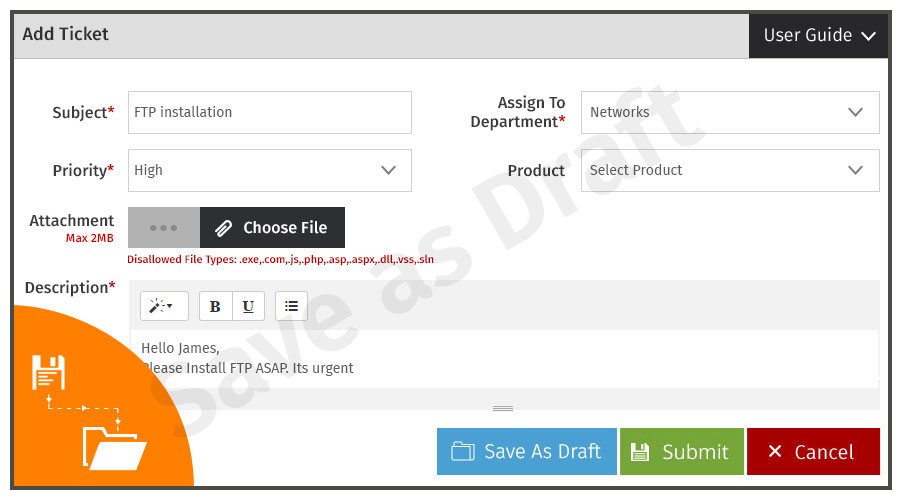 Add Ticket
User Guide
Subject*
FTP installation
Assign To
Department*
Networks
Priority*
High
Product
Select Product
Attachment
Max 2MB
Choose File
Disallowed File Types: .exe,.com,.js,.php,.asp,.aspx,.dll,.vss,.sln
Description*
B U
Hello James,
Please Install FTP ASAP. Its urgent
Save as Draft
Save As Draft
Submit
Cancel